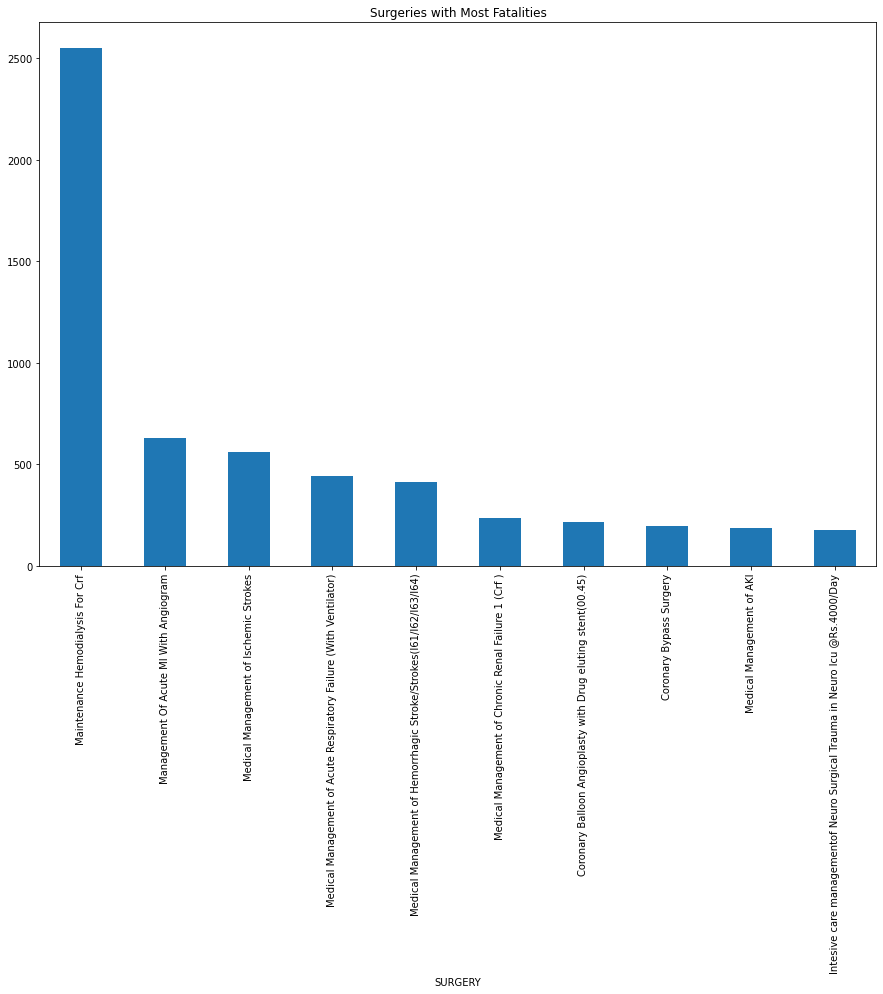 Surgeries with Most Fatalities
2500
2000
1500
1000
500
0
Maintenance Hemodialysis For Crf
Management Of Acute MI With Angiogram
Medical Management of Ischemic Strokes
Medical Management of Acute Respiratory Failure (With Ventilator)
Medical Management of Hemorrhagic Stroke/Strokes(I61/I62/I63/I64)
Medical Management of Chronic Renal Failure 1 (Crf )
Coronary Balloon Angioplasty with Drug eluting stent(00.45)
Coronary Bypass Surgery
Medical Management of AKI
Intesive care managementof Neuro Surgical Trauma in Neuro Icu @Rs.4000/Day
SURGERY